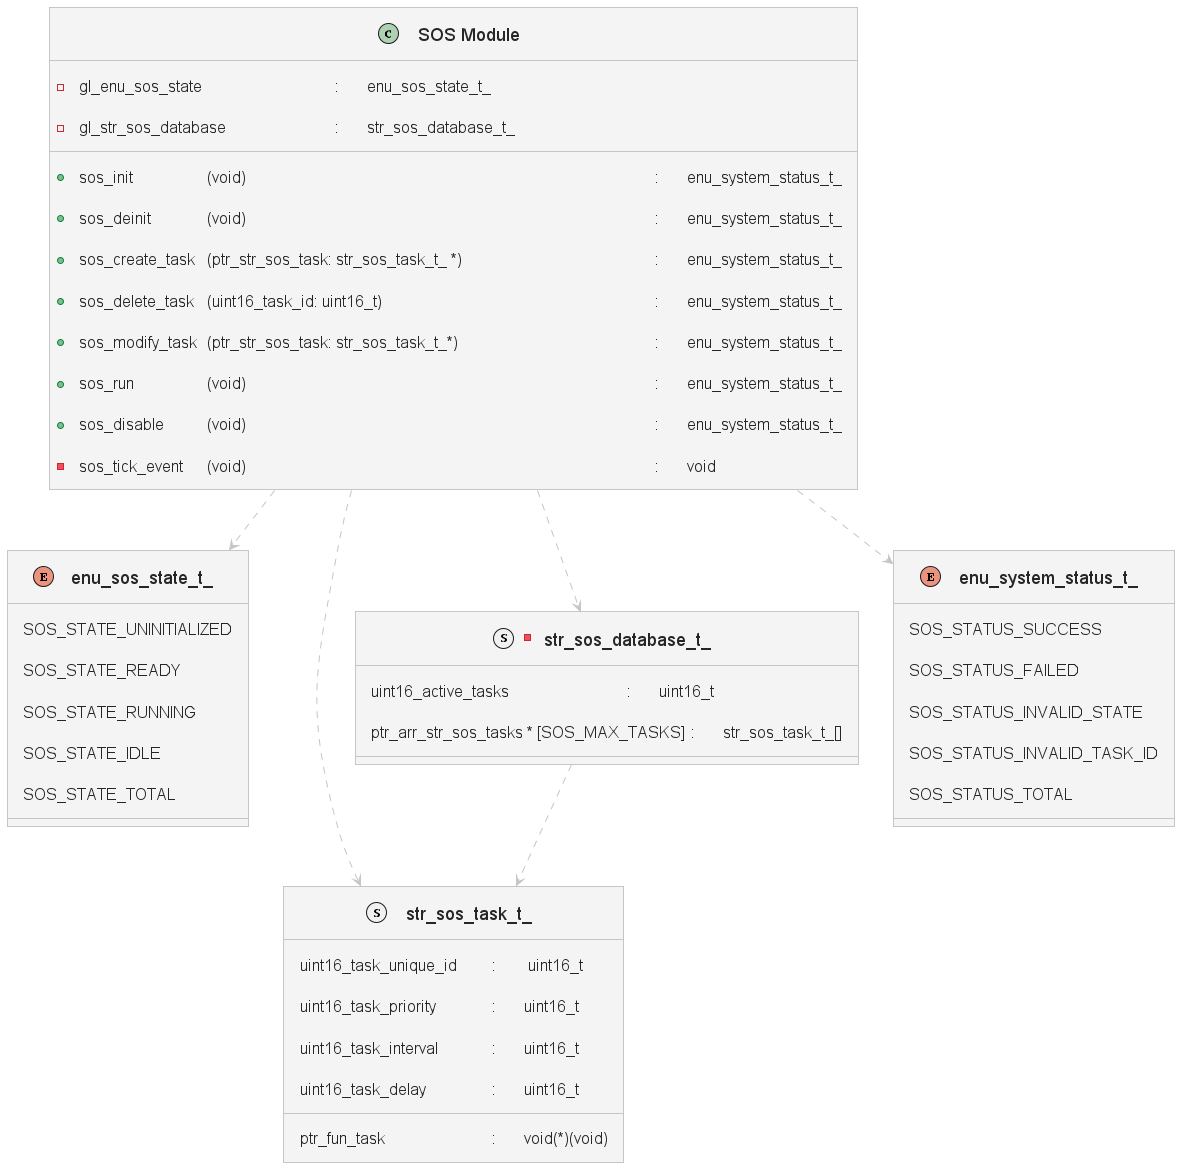 C SOS Module
gl_enu_sos_state : enu_sos_state_t_
gl_str_sos_database : str_sos_database_t_
sos_init (void) : enu_system_status_t_
sos_deinit (void) : enu_system_status_t_
sos_create_task (ptr_str_sos_task: str_sos_task_t_ *) : enu_system_status_t_
sos_delete_task (uint16_task_id: uint16_t) : enu_system_status_t_
sos_modify_task (ptr_str_sos_task: str_sos_task_t_*) : enu_system_status_t_
sos_run (void) : enu_system_status_t_
sos_disable (void) : enu_system_status_t_
sos_tick_event (void) : void
E enu_sos_state_t_
SOS_STATE_UNINITIALIZED
SOS_STATE_READY
SOS_STATE_RUNNING
SOS_STATE_IDLE
SOS_STATE_TOTAL
S str_sos_database_t_
uint16_active_tasks : uint16_t
ptr_arr_str_sos_tasks * [SOS_MAX_TASKS] : str_sos_task_t_[]
E enu_system_status_t_
SOS_STATUS_SUCCESS
SOS_STATUS_FAILED
SOS_STATUS_INVALID_STATE
SOS_STATUS_INVALID_TASK_ID
SOS_STATUS_TOTAL
S str_sos_task_t_
uint16_task_unique_id : uint16_t
uint16_task_priority : uint16_t
uint16_task_interval : uint16_t
uint16_task_delay : uint16_t
ptr_fun_task : void(*)(void)